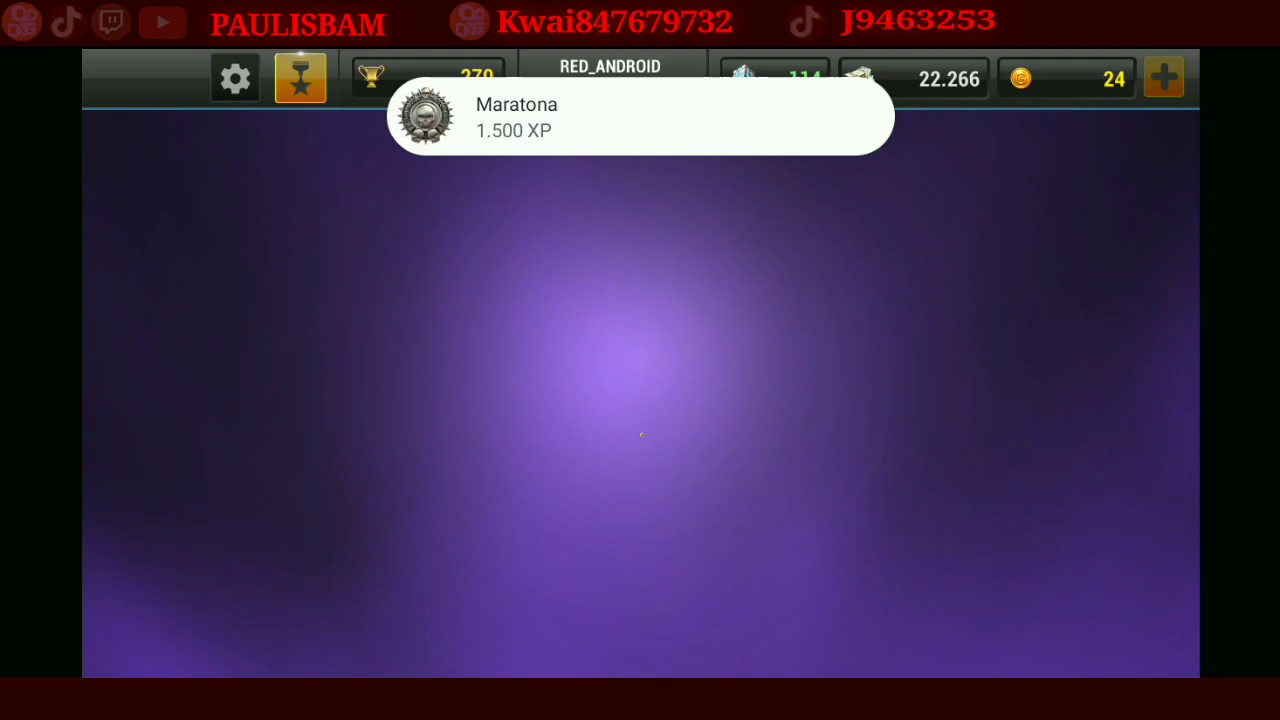 PAULISBAM
Kwai847679732
J9463253
RED_ANDROID
22.266
24
Maratona
1.500 XP